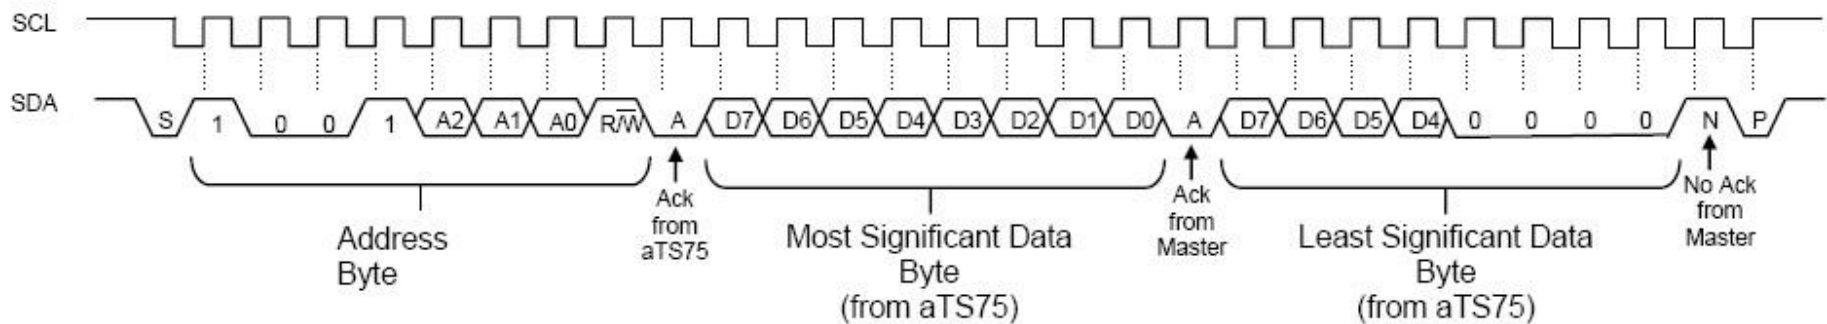 SCL
SDA S 1 0 0 1 A2 A1 A0 R/W A D7 D6 D5 D4 D3 D2 D1 D0 A D7 D6 D5 D4 0 0 0 0 N P
Address
Byte
Ack
from
aTS75
Most Significant Data
Byte
(from aTS75)
Ack
from
Master
Least Significant Data
Byte
(from aTS75)
No Ack
from
Master